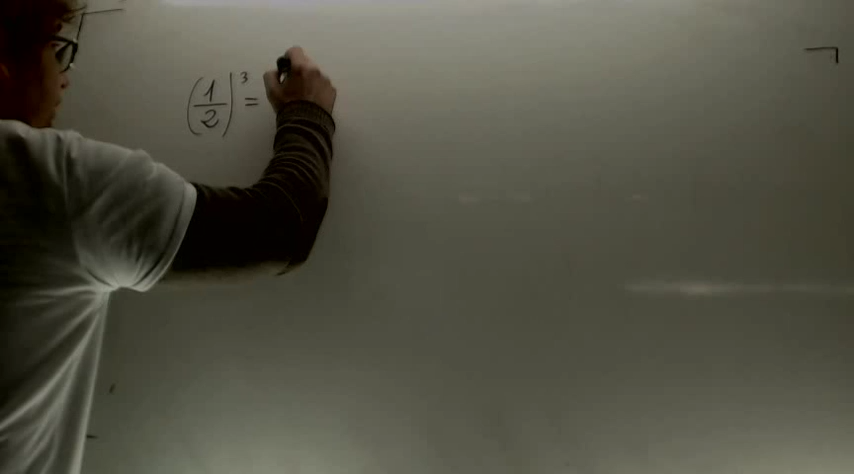 (1/2)³ =